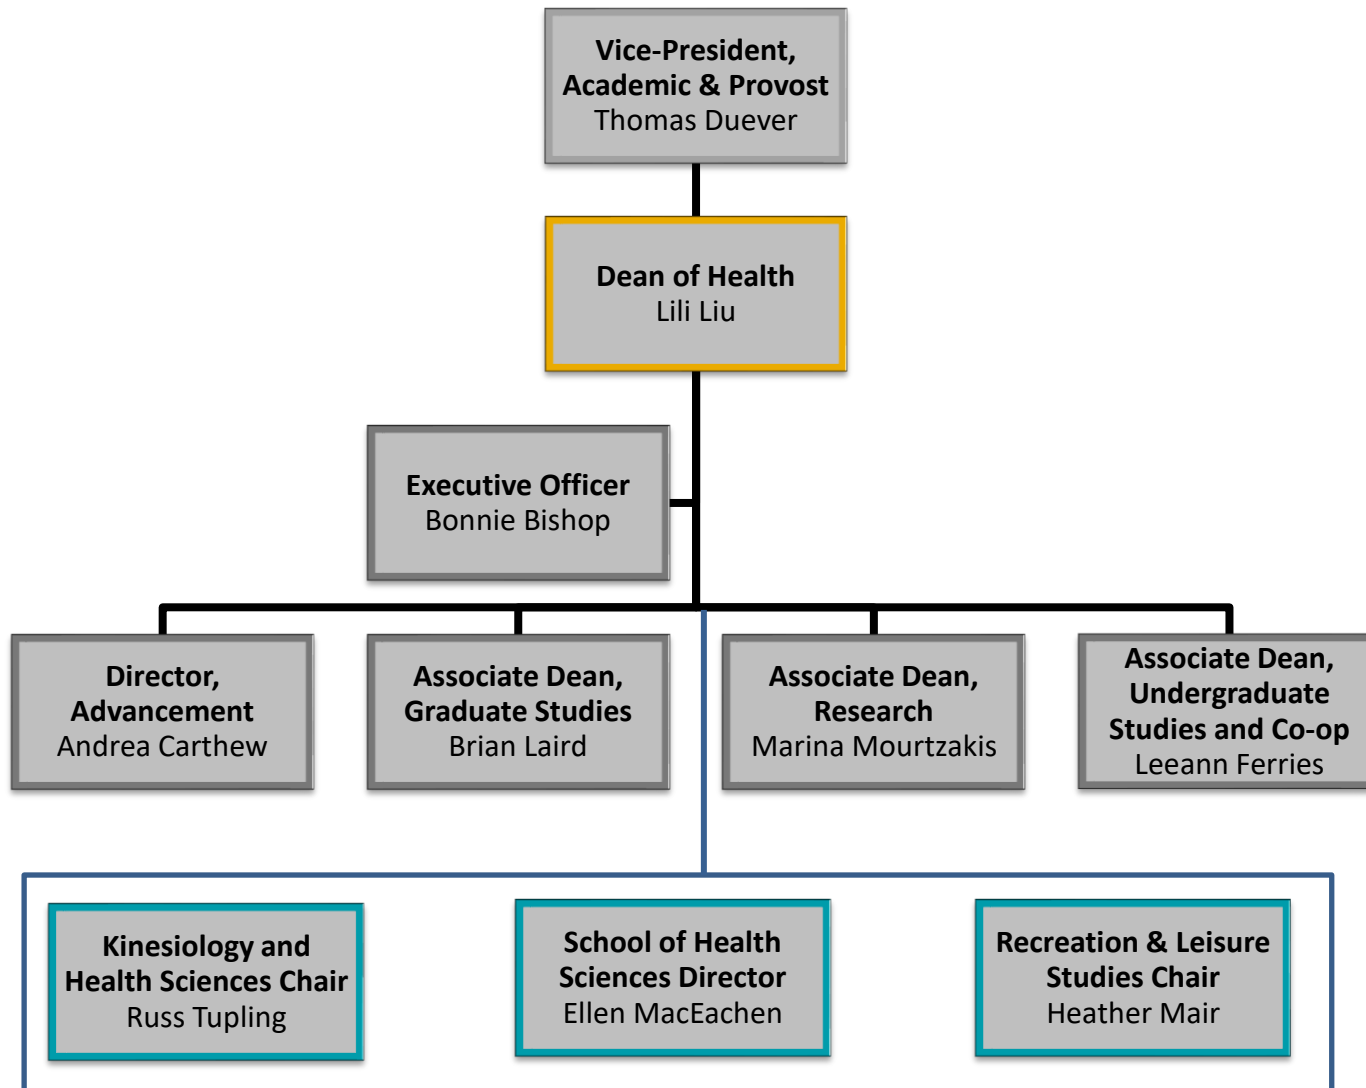 Vice-President,
Academic & Provost
Thomas Duever
Dean of Health
Lili Liu
Executive Officer
Bonnie Bishop
Director,
Advancement
Andrea Carthew
Associate Dean,
Graduate Studies
Brian Laird
Associate Dean,
Research
Marina Mourtzakis
Associate Dean,
Undergraduate
Studies and Co-op
Leeann Ferries
Kinesiology and
Health Sciences Chair
Russ Tupling
School of Health
Sciences Director
Ellen MacEachen
Recreation & Leisure
Studies Chair
Heather Mair